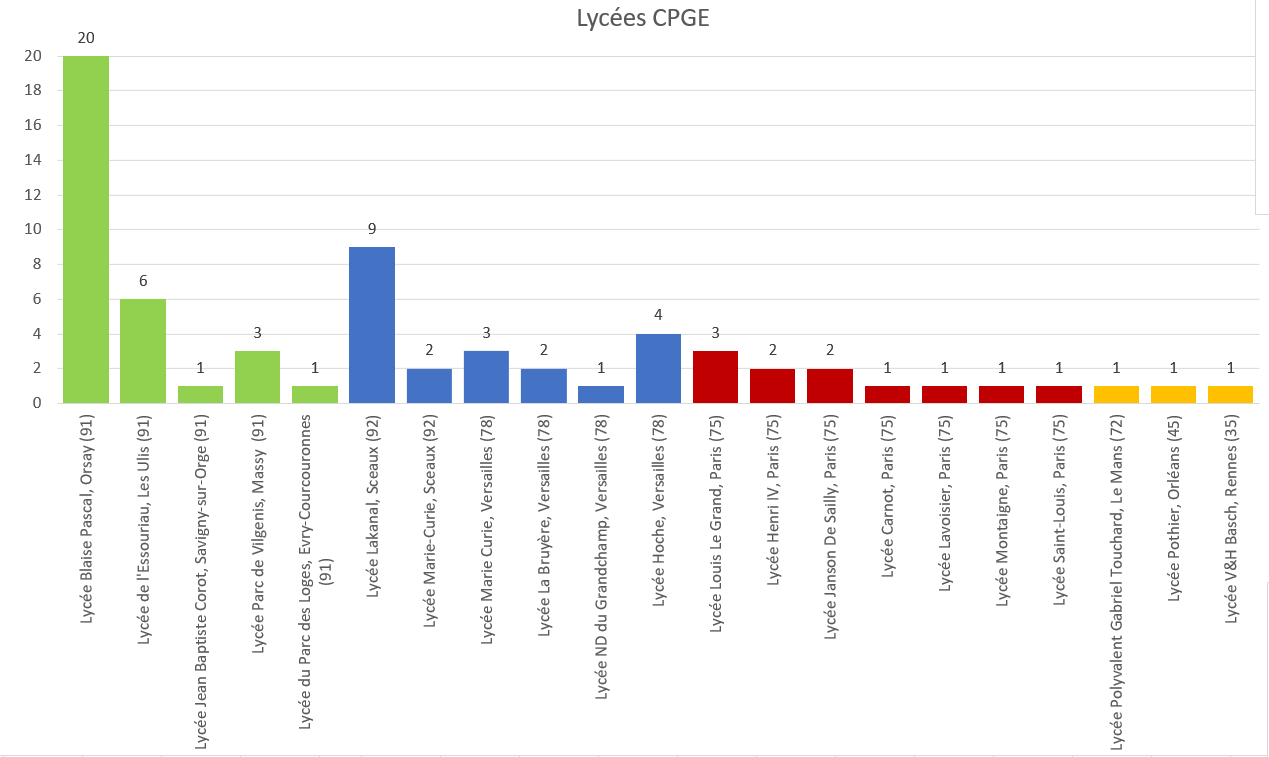 Lycées CPGE
20
18
16
14
12
10
8
6
4
2
0
20
6
1
3
1
9
2
3
2
1
4
3
2
2
1
1
1
1
1
1
1
Lycée Blaise Pascal, Orsay (91)
Lycée de l'Essouriau, Les Ulis (91)
Lycée Jean Baptiste Corot, Savigny-sur-Orge (91)
Lycée Parc de Vilgenis, Massy (91)
Lycée du Parc des Loges, Evry-Courcouronnes
(91)
Lycée Lakanal, Sceaux (92)
Lycée Marie-Curie, Sceaux (92)
Lycée Marie Curie, Versailles (78)
Lycée La Bruyère, Versailles (78)
Lycée ND du Grandchamp, Versailles (78)
Lycée Hoche, Versailles (78)
Lycée Louis Le Grand, Paris (75)
Lycée Henri IV, Paris (75)
Lycée Janson De Sailly, Paris (75)
Lycée Carnot, Paris (75)
Lycée Lavoisier, Paris (75)
Lycée Montaigne, Paris (75)
Lycée Saint-Louis, Paris (75)
Lycée Polyvalent Gabriel Touchard, Le Mans (72)
Lycée Pothier, Orléans (45)
Lycée V&H Basch, Rennes (35)